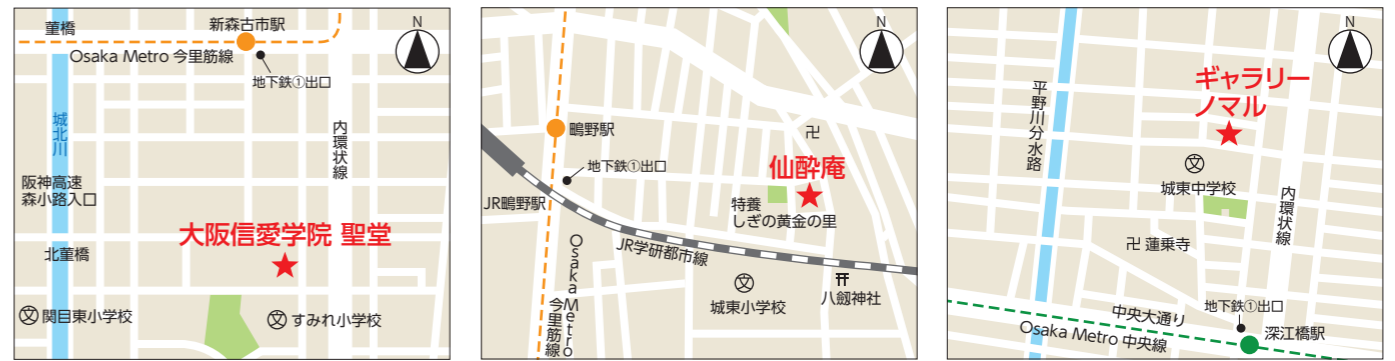 菫橋
新森古市駅
N
Osaka Metro 今里筋線
地下鉄①出口
城北川
内環状線
阪神高速
森小路入口
大阪信愛学院 聖堂
北菫橋
文 関目東小学校
文 すみれ小学校
N
鴫野駅
卍
地下鉄①出口
仙酔庵
JR鴫野駅
特養
しぎの黄金の里
Osaka Metro
今里筋線
JR学研都市線
文
城東小学校
八劔神社
N
ギャラリー
ノマル
平野川分水路
文
城東中学校
内環状線
卍 蓮乗寺
地下鉄①出口
中央大通り
Osaka Metro 中央線
深江橋駅